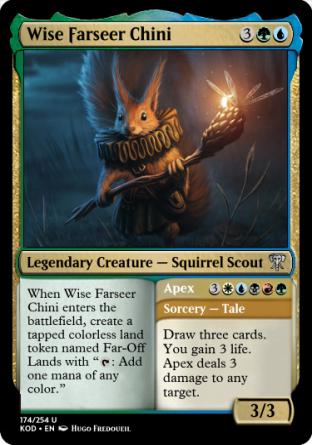 Wise Farseer Chini 3
Legendary Creature — Squirrel Scout
When Wise Farseer
Chini enters the
battlefield, create a
tapped colorless land
token named Far-Off
Lands with “: Add
one mana of any
color.”
Apex 3
Sorcery — Tale
Draw three cards.
You gain 3 life.
Apex deals 3
damage to any
target.
3/3
174/254 U
KOD • EN Hugo Fredoueil